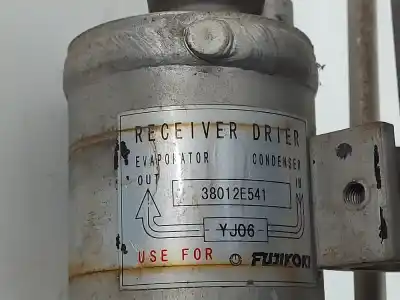 RECEIVER DRIER
EVAPORATOR CONDENSER
OUT IN
38012E541
YJ06
USE FOR FUJIKOKI